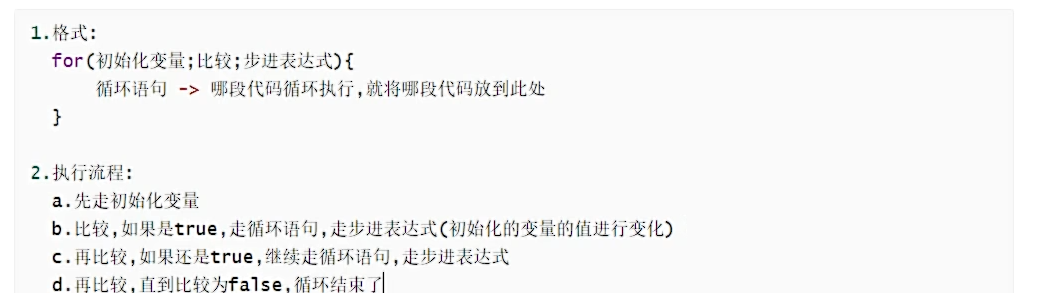 1.格式:
for(初始化变量;比较;步进表达式){
循环语句 -> 哪段代码循环执行,就将哪段代码放到此处
}
2.执行流程:
a.先走初始化变量
b.比较,如果是true,走循环语句,走步进表达式(初始化的变量的值进行变化)
c.再比较,如果还是true,继续走循环语句,走步进表达式
d.再比较,直到比较为false,循环结束了